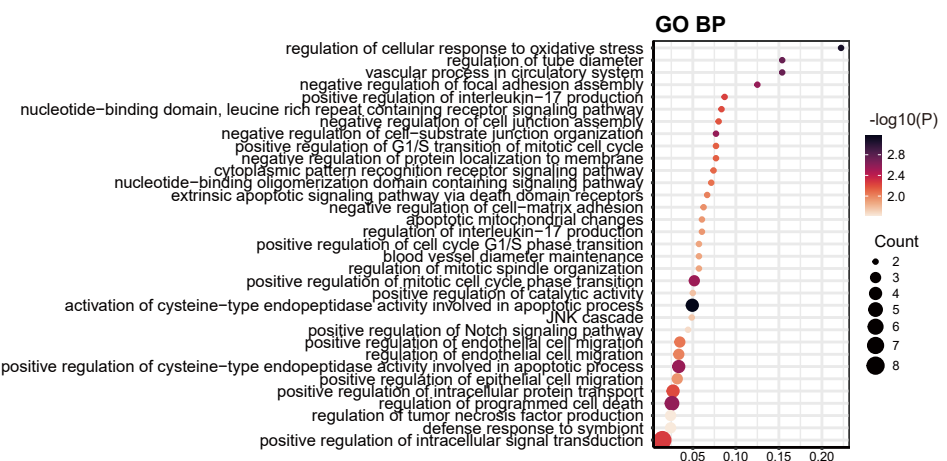 GO BP
regulation of cellular response to oxidative stress
regulation of tube diameter
vascular process in circulatory system
negative regulation of focal adhesion assembly
positive regulation of interleukin−17 production
nucleotide−binding domain, leucine rich repeat containing receptor signaling pathway
negative regulation of cell junction assembly
negative regulation of cell−substrate junction organization
positive regulation of G1/S transition of mitotic cell cycle
negative regulation of protein localization to membrane
cytoplasmic pattern recognition receptor signaling pathway
nucleotide−binding oligomerization domain containing signaling pathway
extrinsic apoptotic signaling pathway via death domain receptors
negative regulation of cell−matrix adhesion
apoptotic mitochondrial changes
regulation of interleukin−17 production
positive regulation of cell cycle G1/S phase transition
blood vessel diameter maintenance
regulation of mitotic spindle organization
positive regulation of mitotic cell cycle phase transition
positive regulation of catalytic activity
activation of cysteine−type endopeptidase activity involved in apoptotic process
JNK cascade
positive regulation of Notch signaling pathway
positive regulation of endothelial cell migration
regulation of endothelial cell migration
positive regulation of cysteine−type endopeptidase activity involved in apoptotic process
positive regulation of epithelial cell migration
positive regulation of intracellular protein transport
regulation of programmed cell death
regulation of tumor necrosis factor production
defense response to symbiont
positive regulation of intracellular signal transduction
0.05 0.10 0.15 0.20
-log10(P)
2.8
2.4
2.0
Count
2
3
4
5
6
7
8